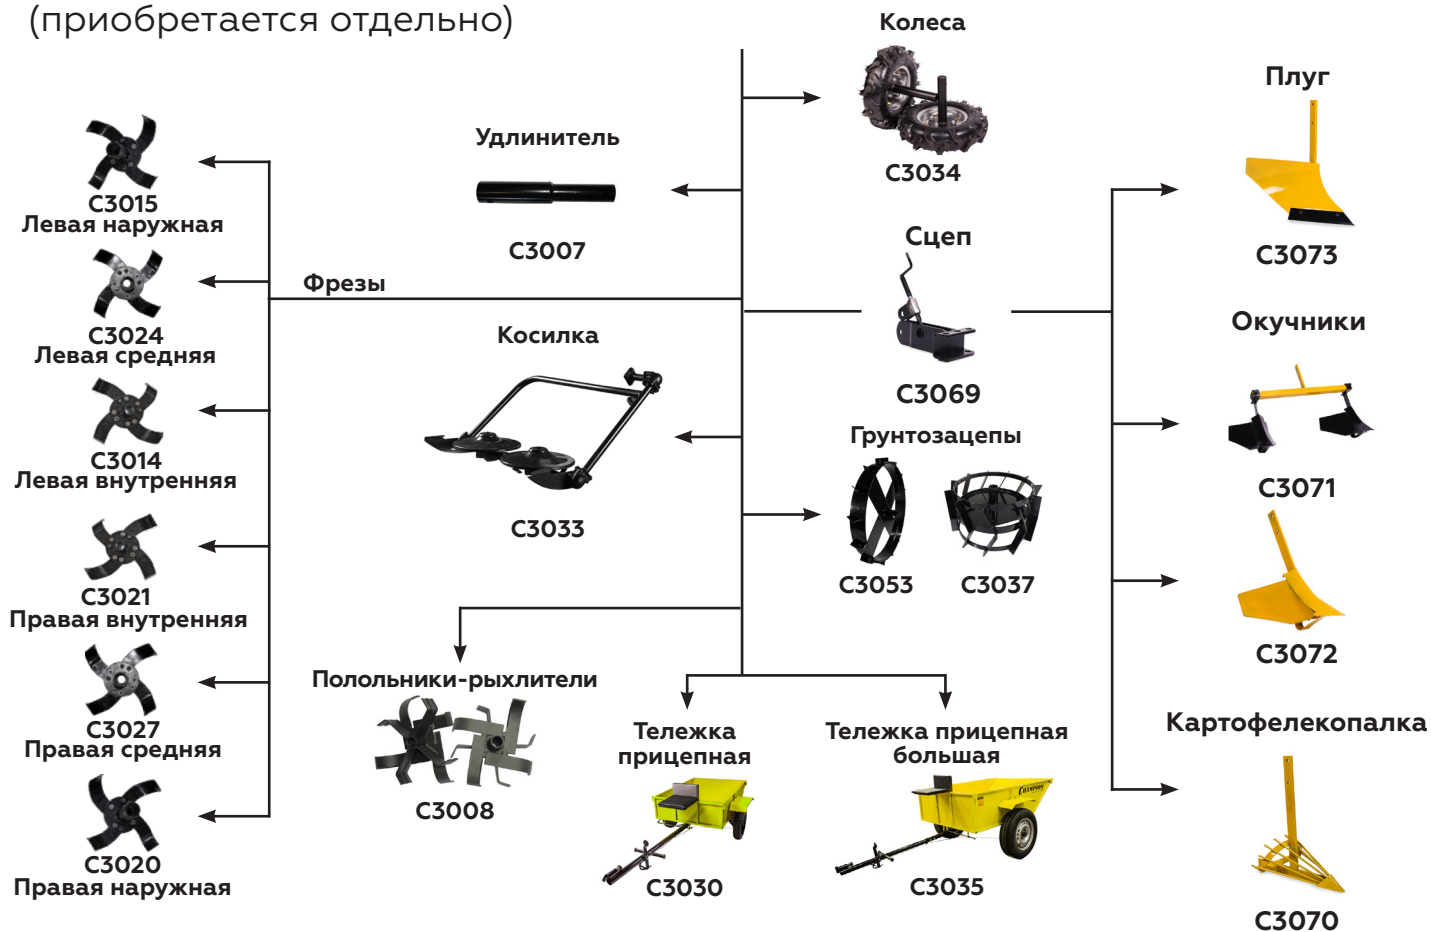 (приобретается отдельно)
С3015
Левая наружная
С3024
Левая средняя
С3014
Левая внутренняя
С3021
Правая внутренняя
С3027
Правая средняя
С3020
Правая наружная
Фрезы
Удлинитель
С3007
Косилка
С3033
Полольники-рыхлители
С3008
Тележка
прицепная
С3030
Тележка прицепная
большая
CHAMPION
С3035
Колеса
С3034
Сцеп
С3069
Грунтозацепы
С3053
С3037
Плуг
С3073
Окучники
С3071
С3072
Картофелекопалка
С3070